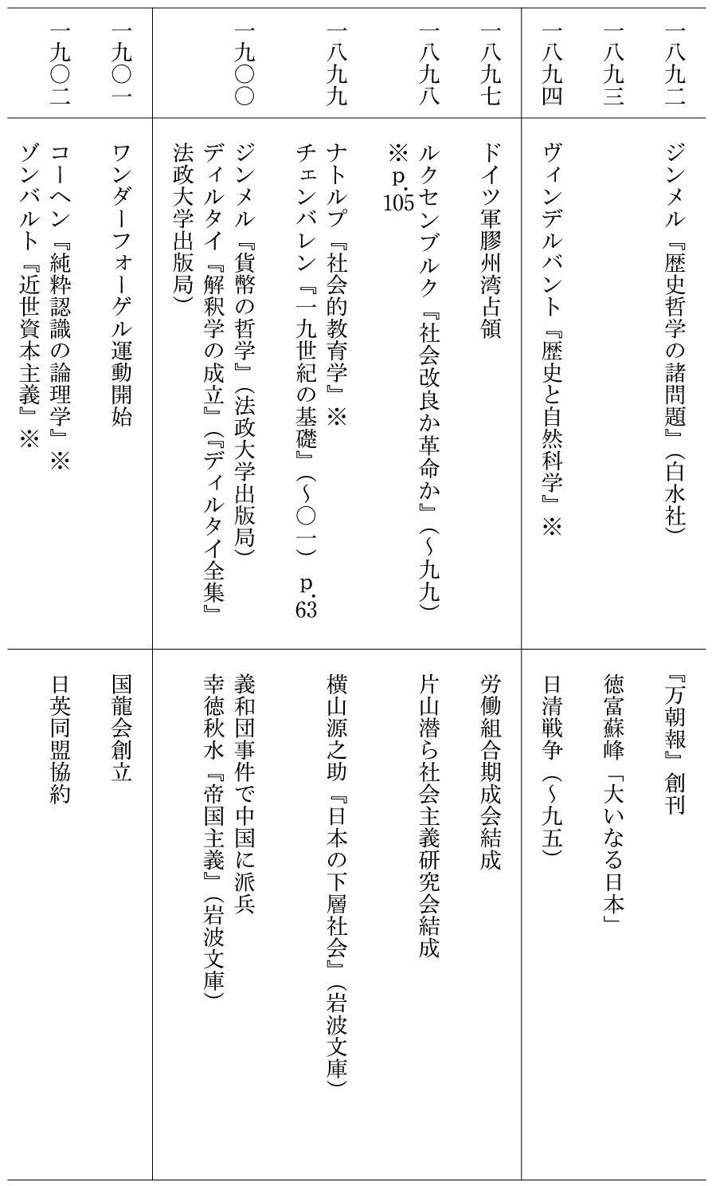 一八九二
ジンメル『歴史哲学の諸問題』（白水社）
『万朝報』創刊
一八九三
徳富蘇峰「大いなる日本」
一八九四
ヴィンデルバント『歴史と自然科学』※
日清戦争（〜九五）
一八九七
ドイツ軍膠州湾占領
労働組合期成会結成
一八九八
ルクセンブルク『社会改良か革命か』（〜九九）
※p.105
片山潜ら社会主義研究会結成
一八九九
ナトルプ『社会的教育学』※
チェンバレン『一九世紀の基礎』（〜〇一）p.63
横山源之助『日本の下層社会』（岩波文庫）
一九〇〇
ジンメル『貨幣の哲学』（法政大学出版局）
ディルタイ『解釈学の成立』（『ディルタイ全集』
法政大学出版局）
義和団事件で中国に派兵
幸徳秋水『帝国主義』（岩波文庫）
一九〇一
ワンダーフォーゲル運動開始
国龍会創立
一九〇二
コーヘン『純粋認識の論理学』※
ゾンバルト『近世資本主義』※
日英同盟協約